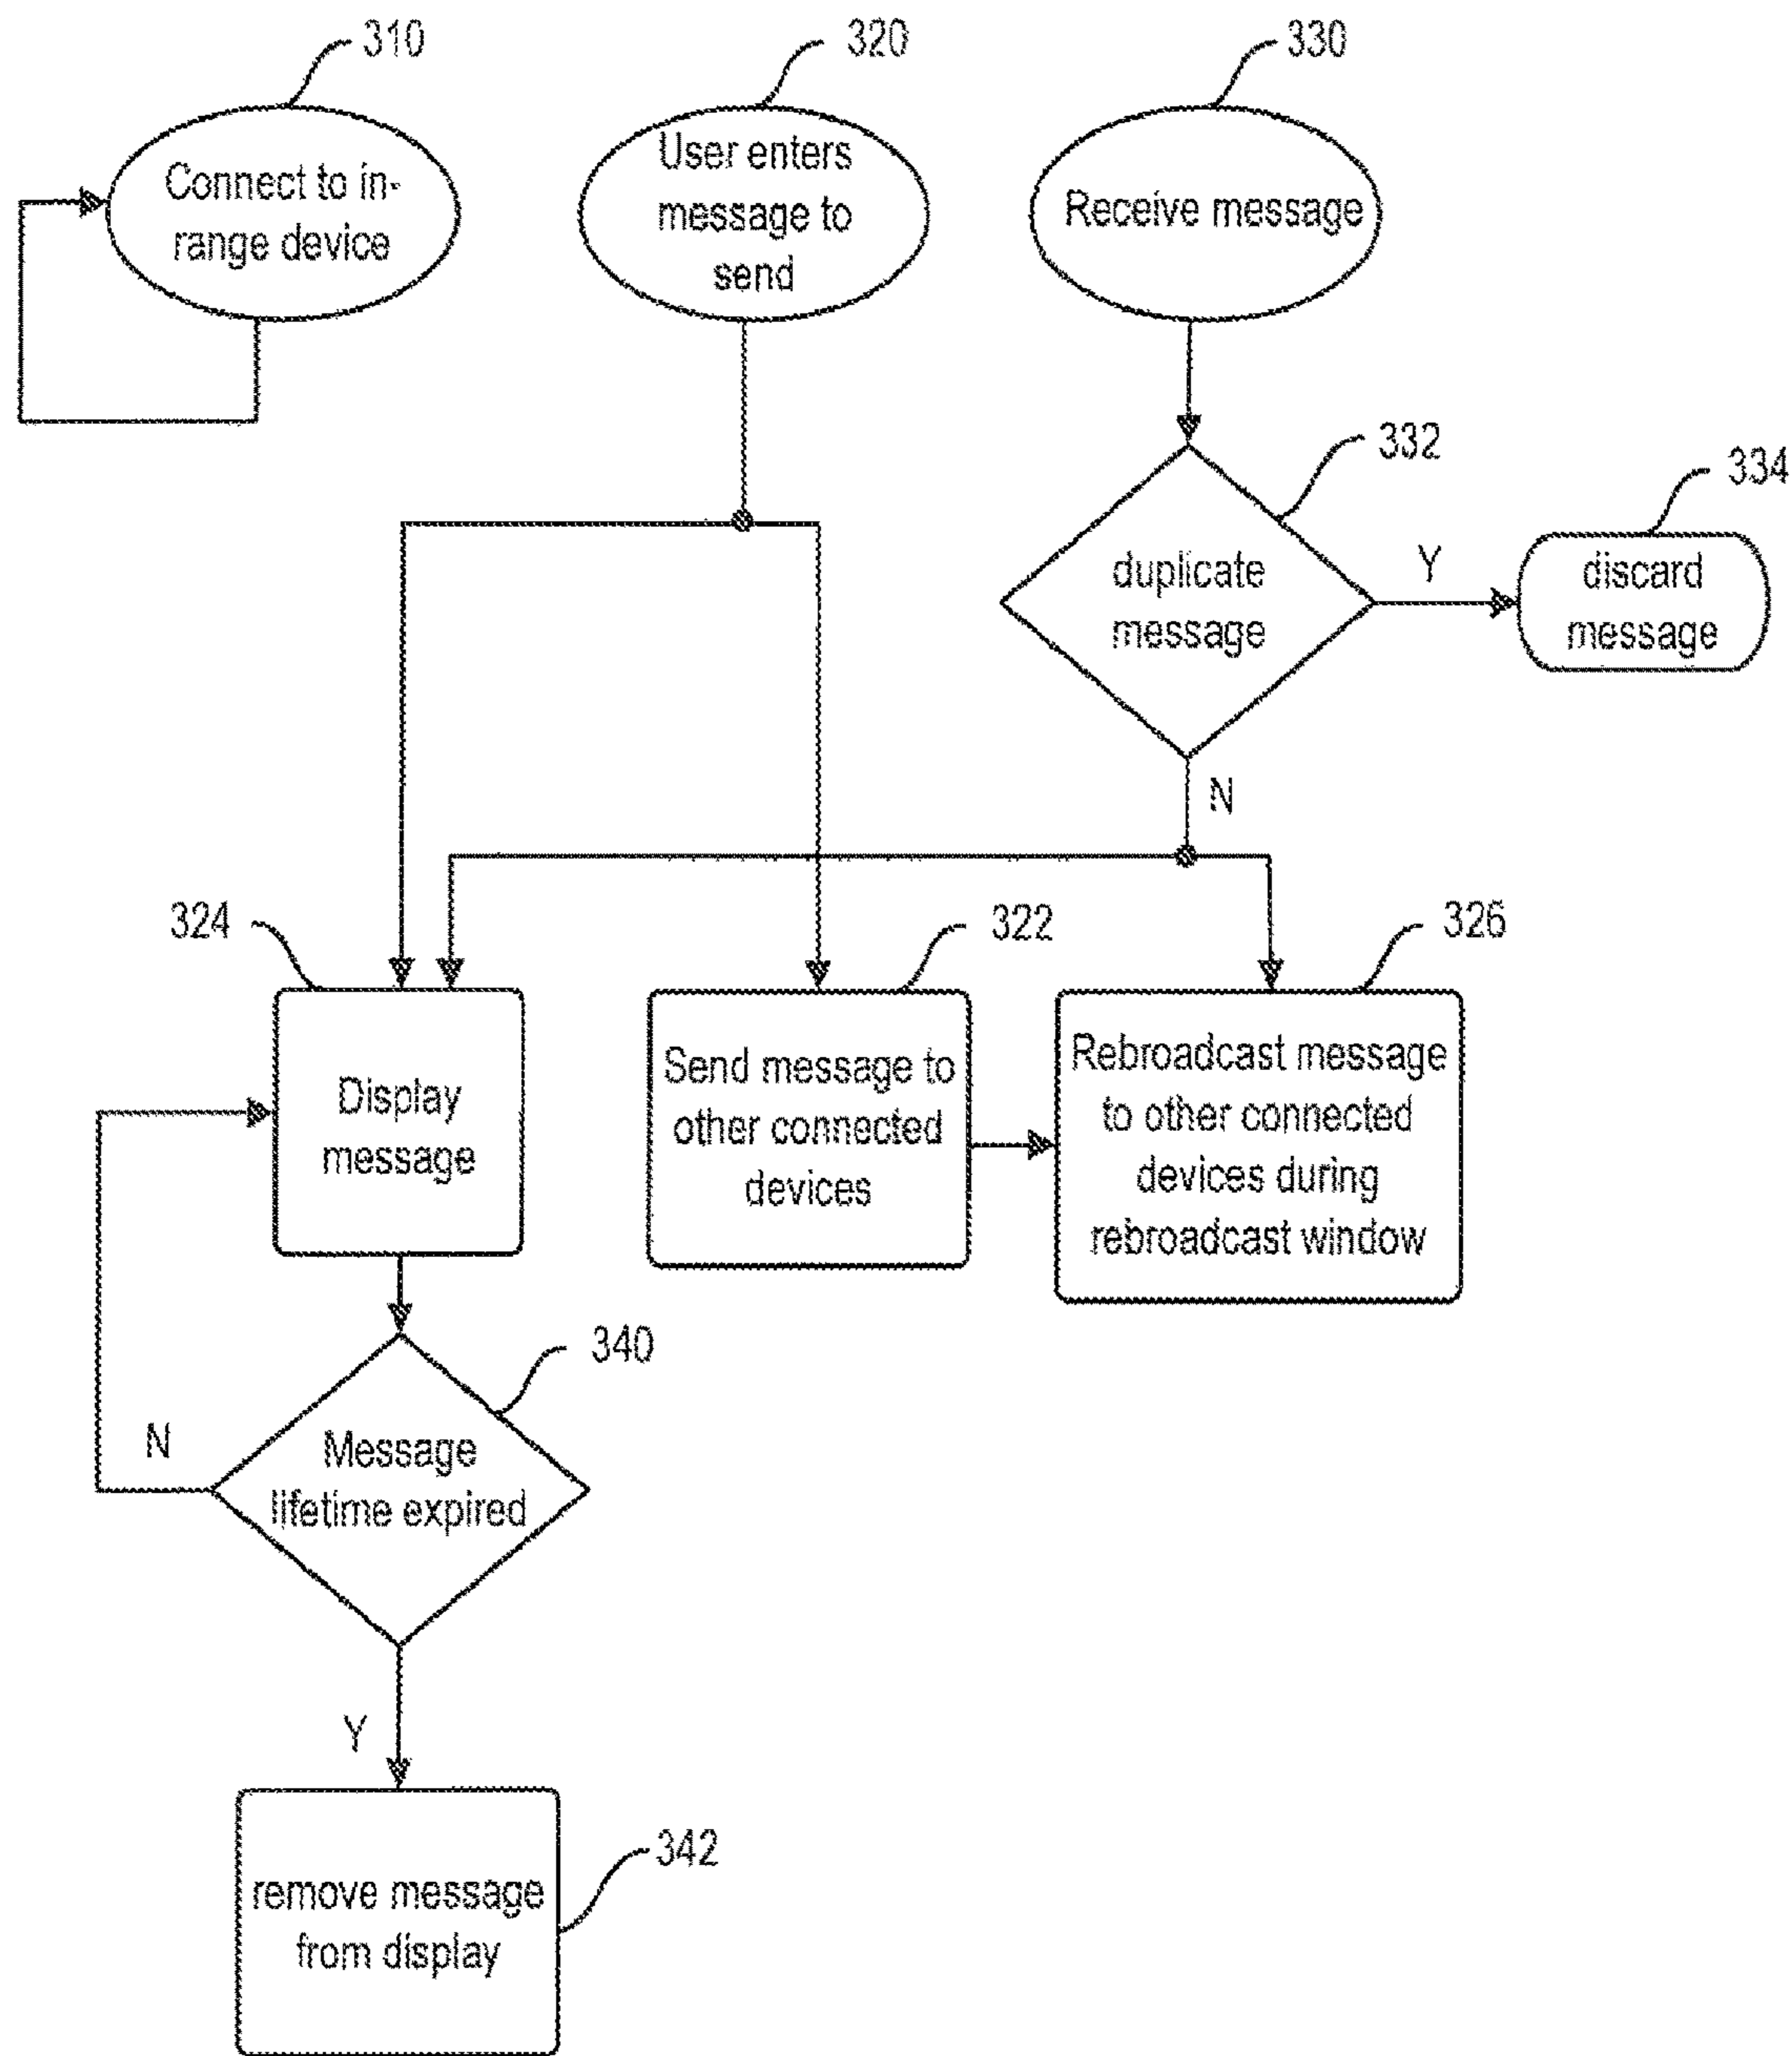 310
320
330
Connect to in-
range device
User enters
message to
send
Receive message
332
334
duplicate
message
Y
discard
message
N
324
322
326
Display
message
Send message to
other connected
devices
Rebroadcast message
to other connected
devices during
rebroadcast window
340
N
Message
lifetime expired
Y
342
remove message
from display